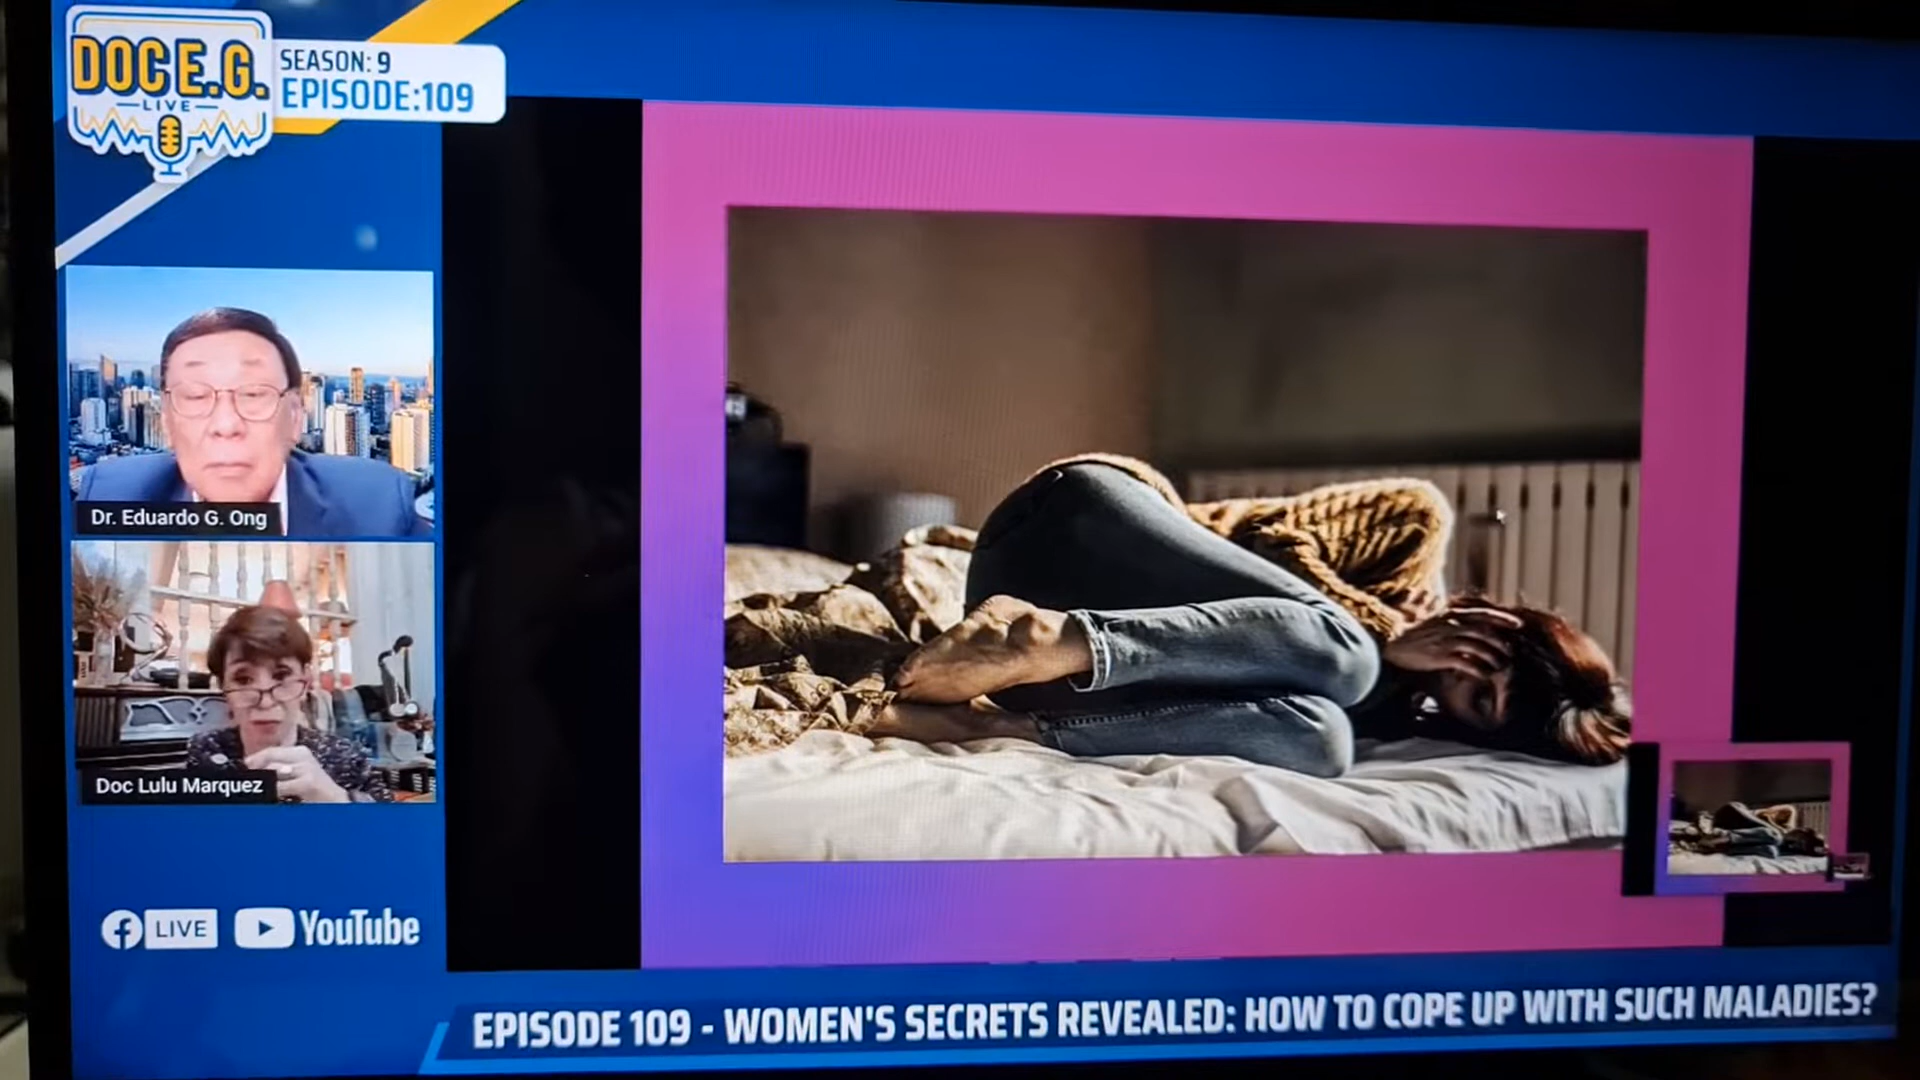 DOC E.G.
LIVE
SEASON: 9
EPISODE:109
Dr. Eduardo G. Ong
Doc Lulu Marquez
LIVE
YouTube
EPISODE 109 - WOMEN'S SECRETS REVEALED: HOW TO COPE UP WITH SUCH MALADIES?